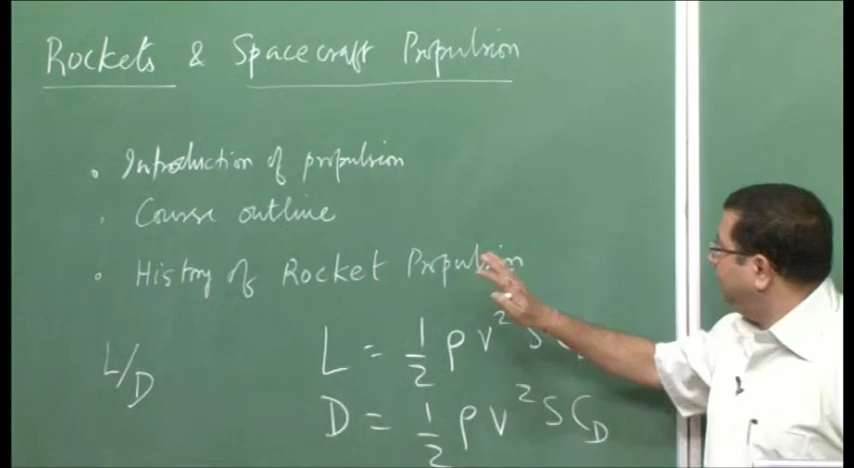 Rockets & Spacecraft Propulsion
• Introduction of propulsion
• Course outline
• History of Rocket Propulsion
L/D
L = 1/2 ρ v² S C
D = 1/2 ρ v² S C_D